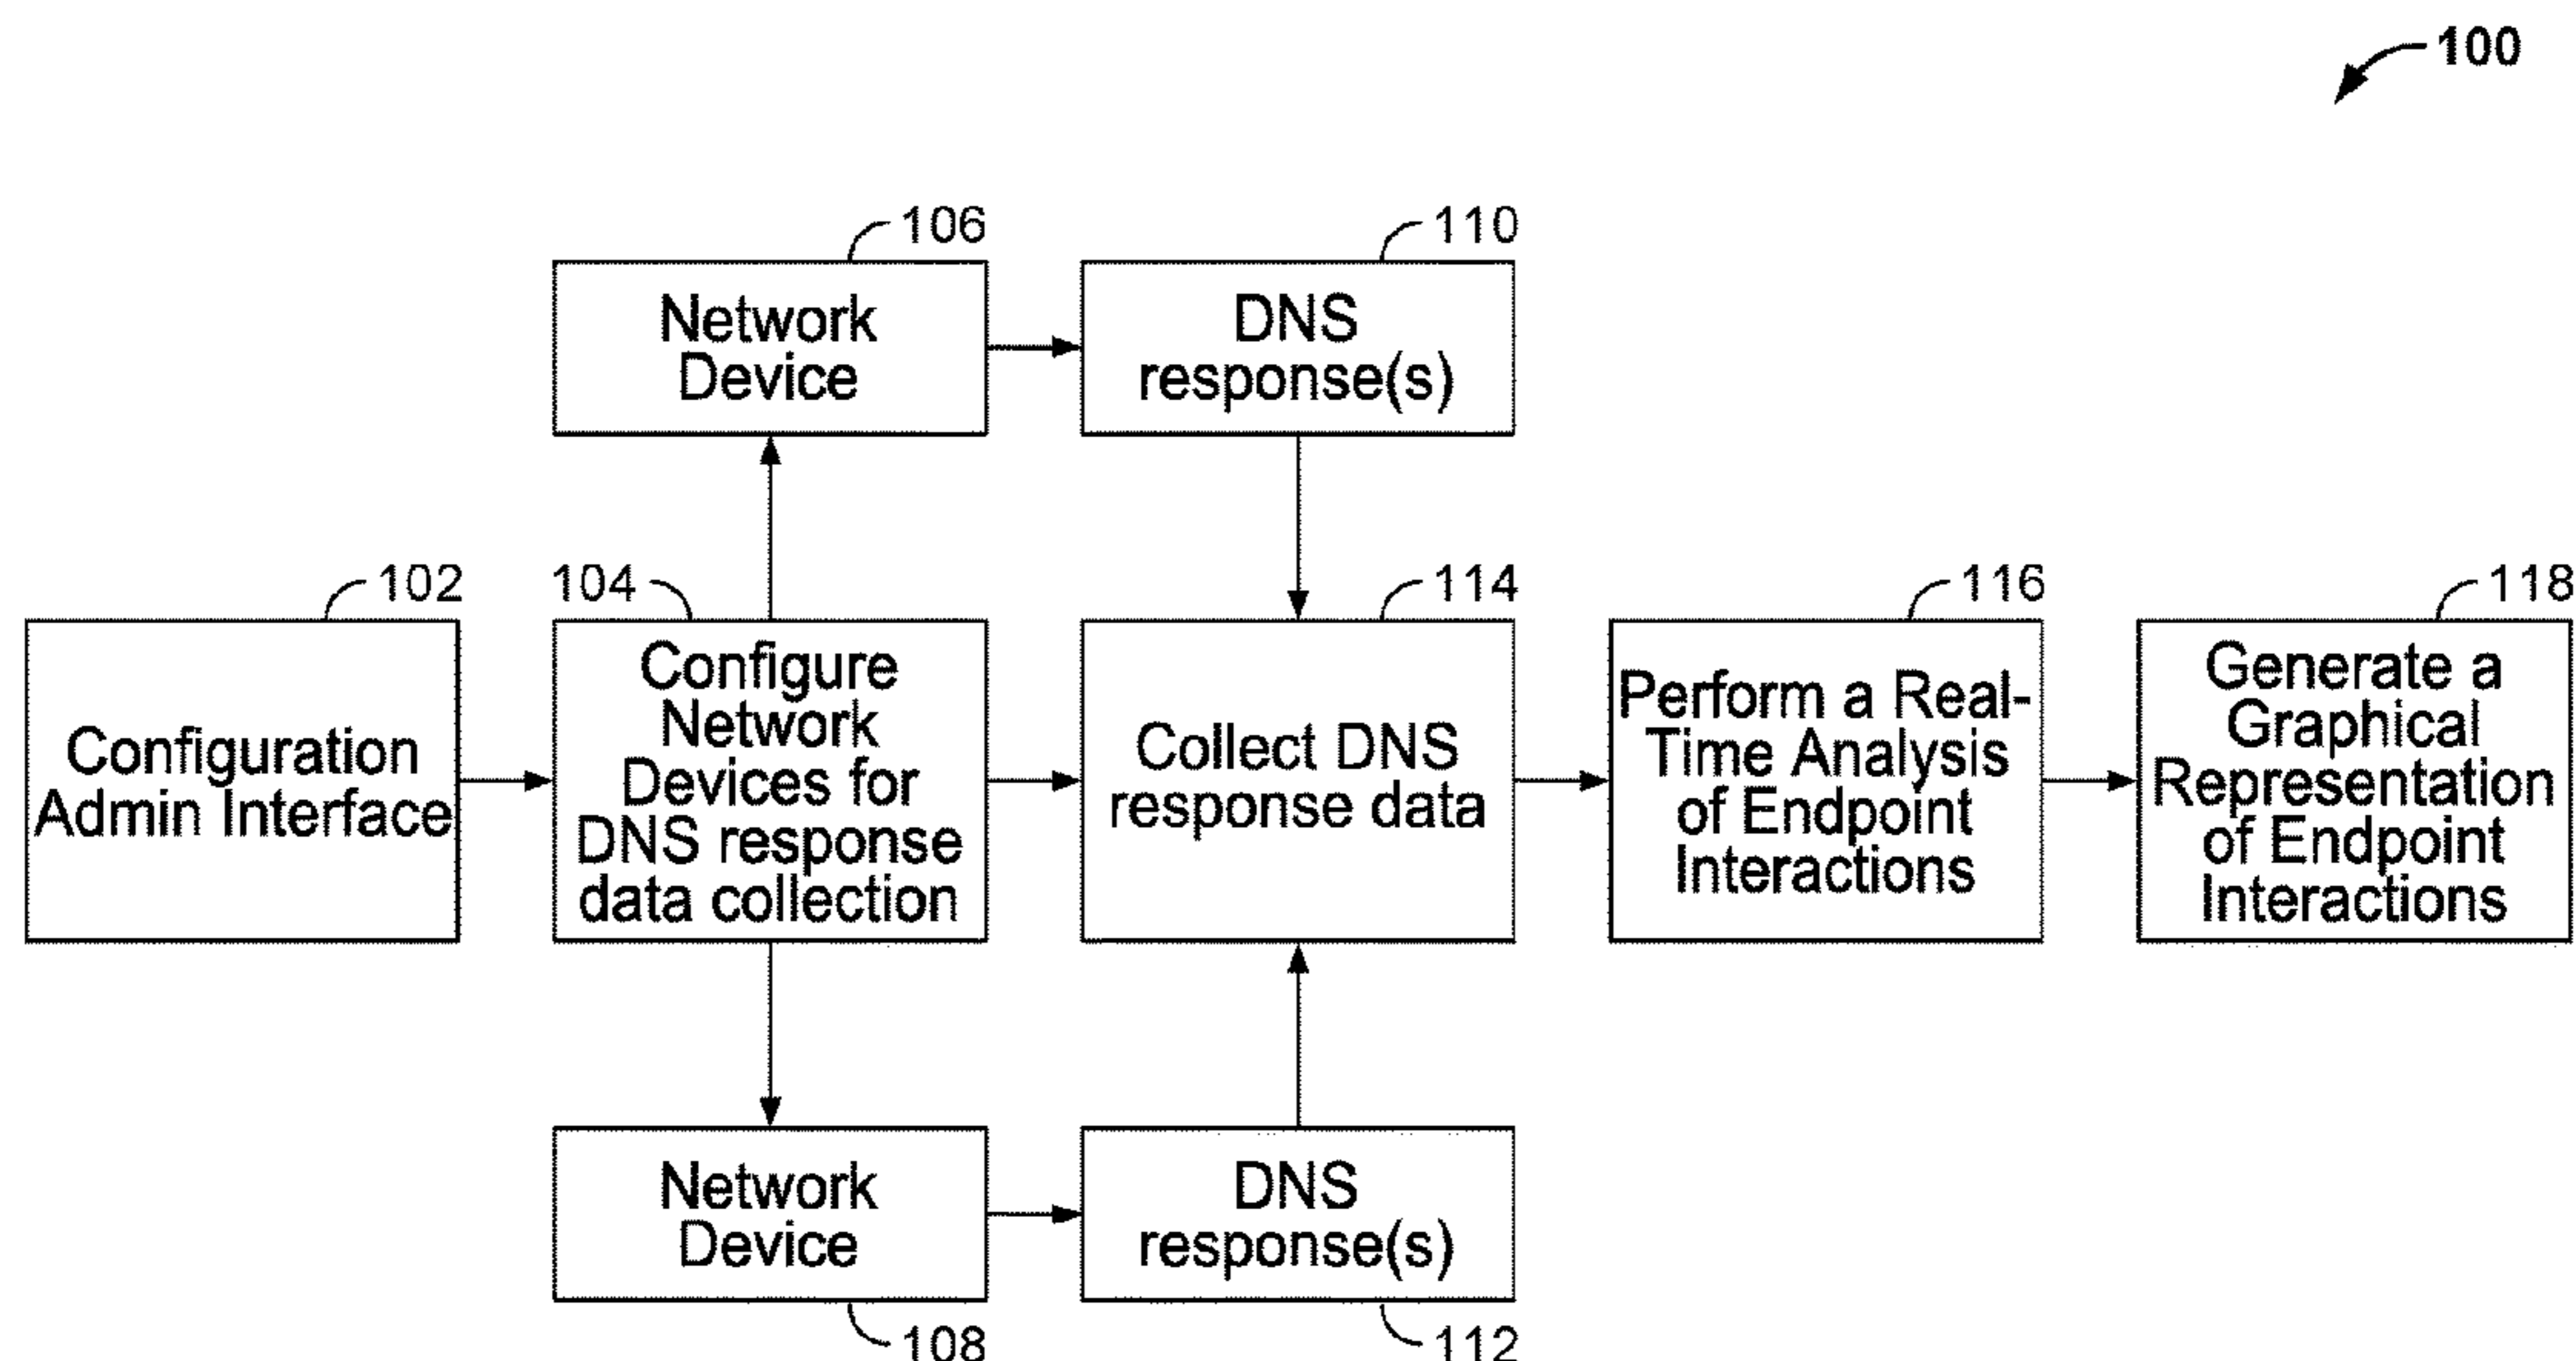 100
106
Network
Device
110
DNS
response(s)
102
Configuration
Admin Interface
104
Configure
Network
Devices for
DNS response
data collection
114
Collect DNS
response data
116
Perform a Real-
Time Analysis
of Endpoint
Interactions
118
Generate a
Graphical
Representation
of Endpoint
Interactions
Network
Device
108
DNS
response(s)
112